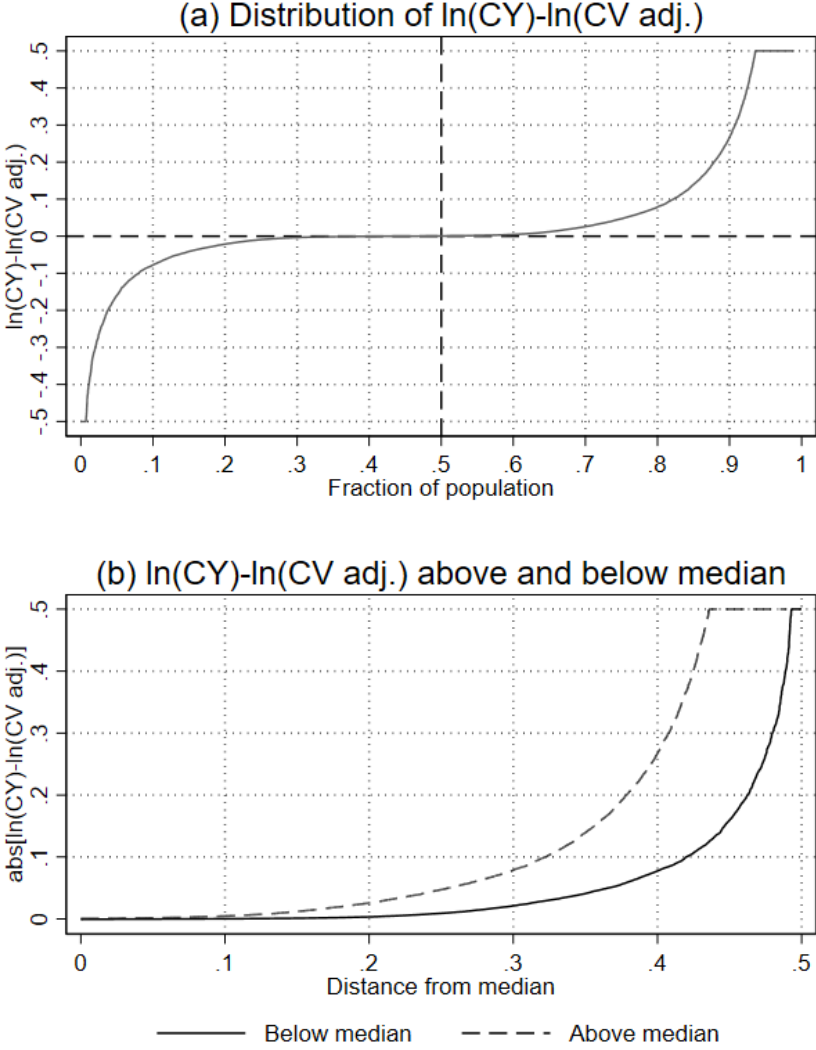 (a) Distribution of ln(CY)-ln(CV adj.)
ln(CY)-ln(CV adj.)
.5
.4
.3
.2
.1
0
-.1
-.2
-.3
-.4
-.5
0 .1 .2 .3 .4 .5 .6 .7 .8 .9 1
Fraction of population
(b) ln(CY)-ln(CV adj.) above and below median
abs[ln(CY)-ln(CV adj.)]
.5
.4
.3
.2
.1
0
0 .1 .2 .3 .4 .5
Distance from median
Below median Above median